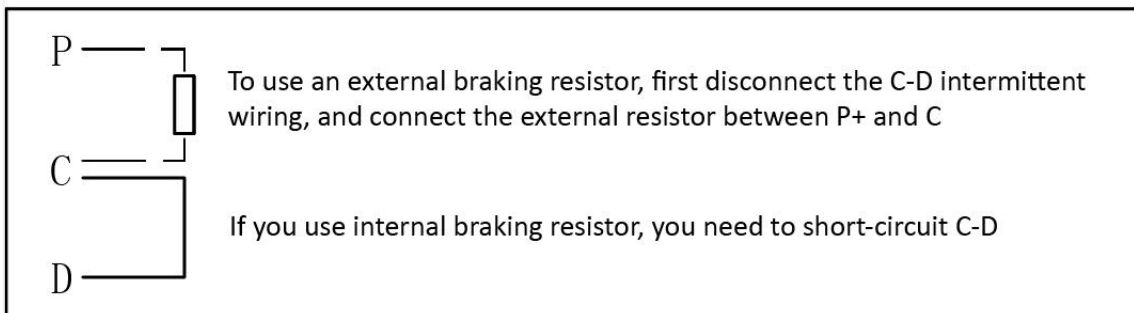 P
To use an external braking resistor, first disconnect the C-D intermittent
wiring, and connect the external resistor between P+ and C
C
If you use internal braking resistor, you need to short-circuit C-D
D